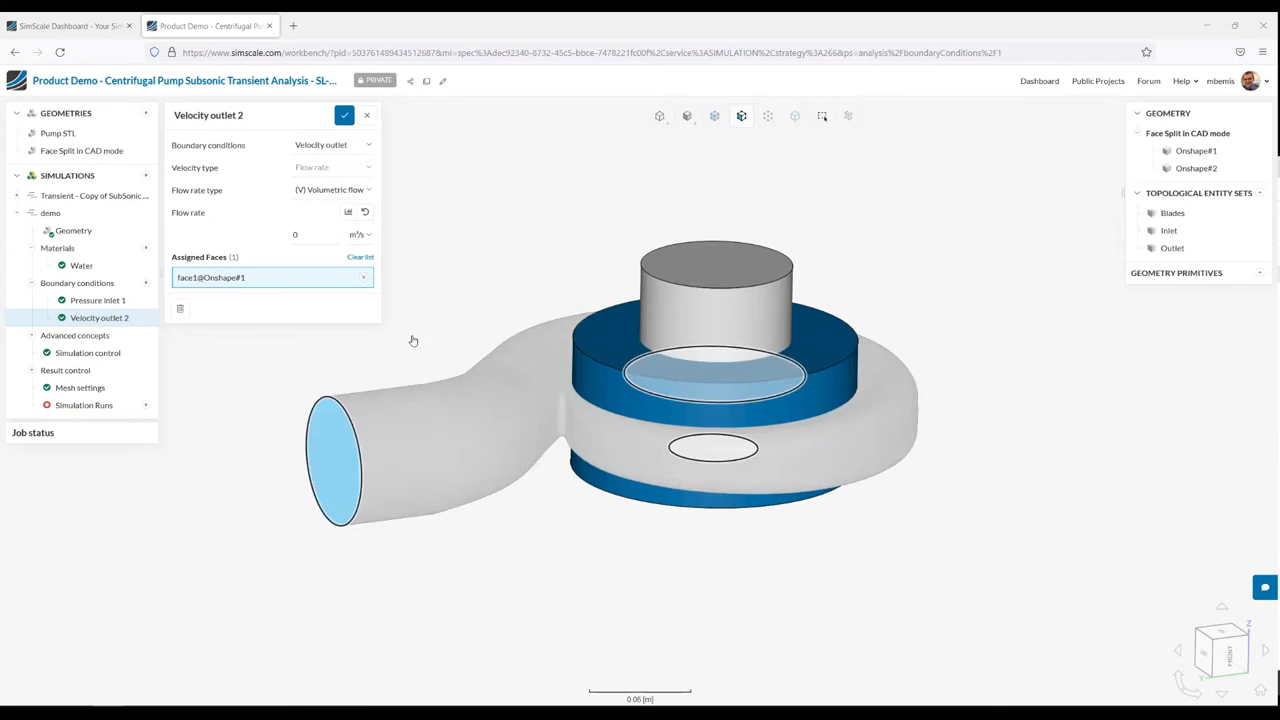 SimScale Dashboard - Your Sim
Product Demo - Centrifugal Pu
https://www.simscale.com/workbench/?pid=503761489434512687&mi=spec%3Adec92340-8732-45c5-bbce-7478221fc00f%2Cservice%3ASIMULATION%2Cstrategy%3A266&ps=analysis%2FboundaryConditions%2F1
Product Demo - Centrifugal Pump Subsonic Transient Analysis - SL-...
PRIVATE
Dashboard
Public Projects
Forum
Help
mbemis
GEOMETRIES
Pump STL
Face Split in CAD mode
SIMULATIONS
Transient - Copy of SubSonic ...
demo
Geometry
Materials
Water
Boundary conditions
Pressure inlet 1
Velocity outlet 2
Advanced concepts
Simulation control
Result control
Mesh settings
Simulation Runs
Job status
Velocity outlet 2
Boundary conditions Velocity outlet
Velocity type Flow rate
Flow rate type (V) Volumetric flow
Flow rate
0 m³/s
Assigned Faces (1) Clear list
face1@Onshape#1
GEOMETRY
Face Split in CAD mode
Onshape#1
Onshape#2
TOPOLOGICAL ENTITY SETS
Blades
Inlet
Outlet
GEOMETRY PRIMITIVES
Z
FRONT
Y
0.05 [m]